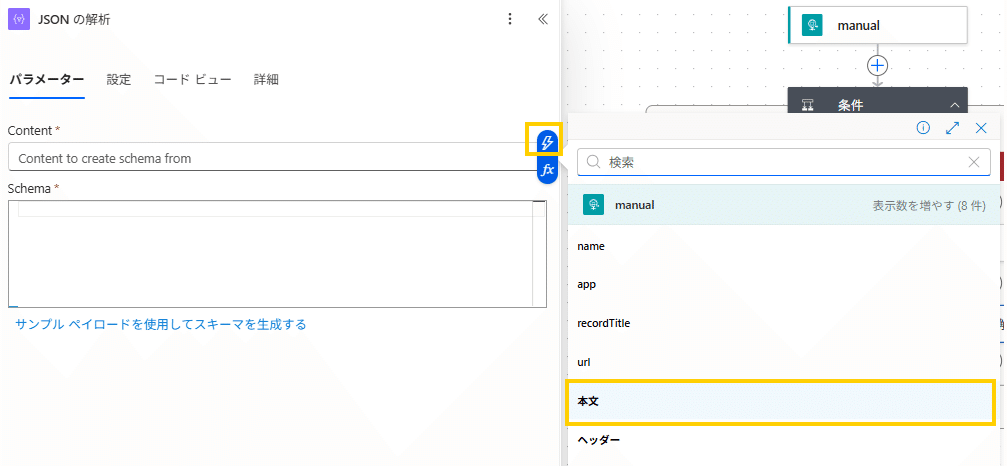 JSON の解析
パラメーター 設定 コード ビュー 詳細
Content *
Content to create schema from
fx
Schema *
サンプル ペイロードを使用してスキーマを生成する
manual
条件
検索
manual 表示数を増やす (8 件)
name
app
recordTitle
url
本文
ヘッダー